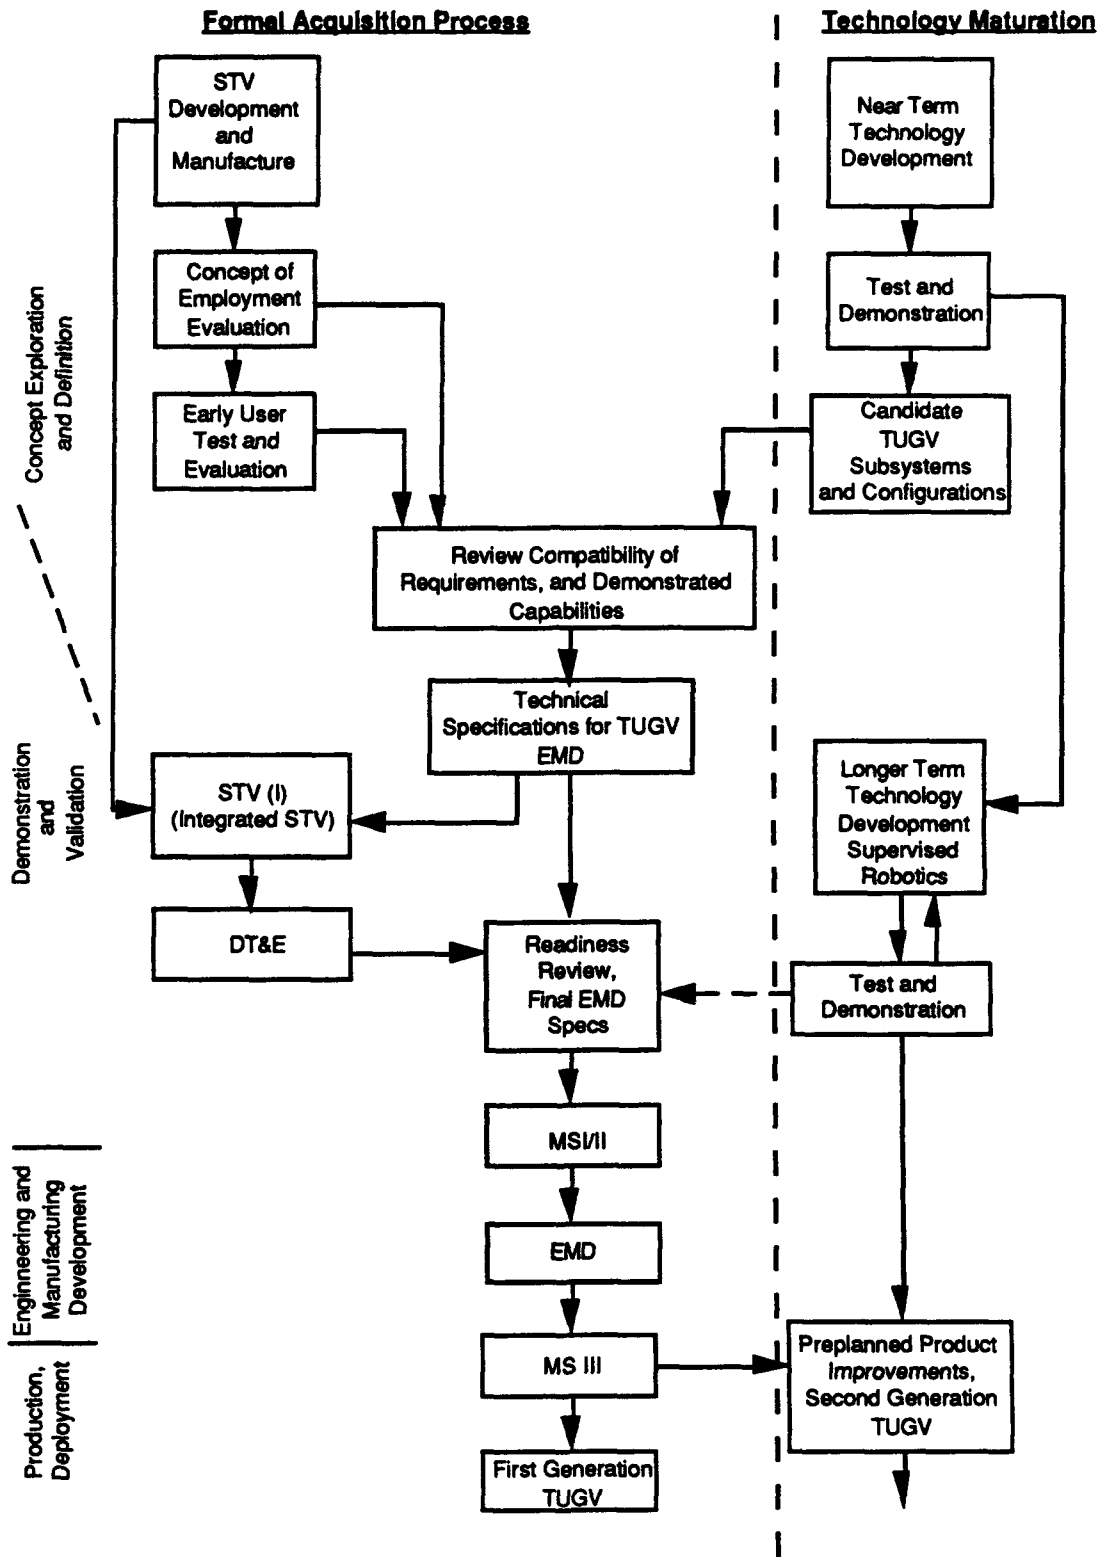 Formal Acquisition Process
Technology Maturation
STV
Development
and
Manufacture
Near Term
Technology
Development
Concept of
Employment
Evaluation
Test and
Demonstration
Early User
Test and
Evaluation
Candidate
TUGV
Subsystems
and Configurations
Concept Exploration
and Definition
Review Compatibility of
Requirements, and Demonstrated
Capabilities
Technical
Specifications for TUGV
EMD
Demonstration
and
Validation
STV (I)
(Integrated STV)
Longer Term
Technology
Development
Supervised
Robotics
DT&E
Readiness
Review,
Final EMD
Specs
Test and
Demonstration
MSI/II
Enginneering and
Manufacturing
Development
EMD
MS III
Preplanned Product
Improvements,
Second Generation
TUGV
Production,
Deployment
First Generation
TUGV